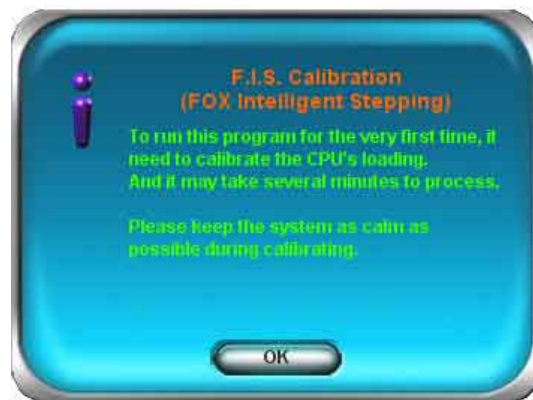 F.I.S. Calibration
(FOX Intelligent Stepping)
To run this program for the very first time, it
need to calibrate the CPU's loading.
And it may take several minutes to process.
Please keep the system as calm as
possible during calibrating.
OK